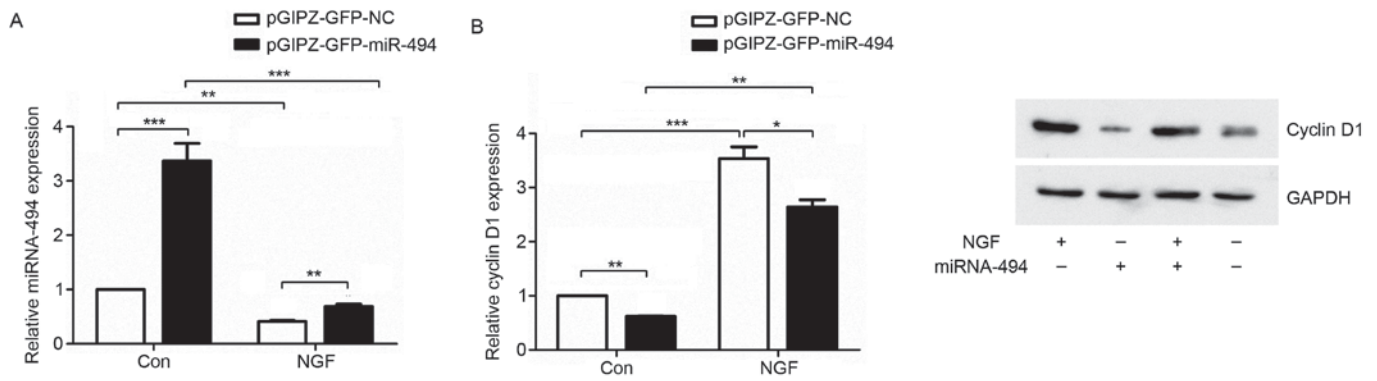 A
pGIPZ-GFP-NC
pGIPZ-GFP-miR-494
***
**
***
**
Relative miRNA-494 expression
4
3
2
1
0
Con
NGF
B
pGIPZ-GFP-NC
pGIPZ-GFP-miR-494
**
***
*
**
Relative cyclin D1 expression
4
3
2
1
0
Con
NGF
Cyclin D1
GAPDH
NGF + – + –
miRNA-494 – + + –